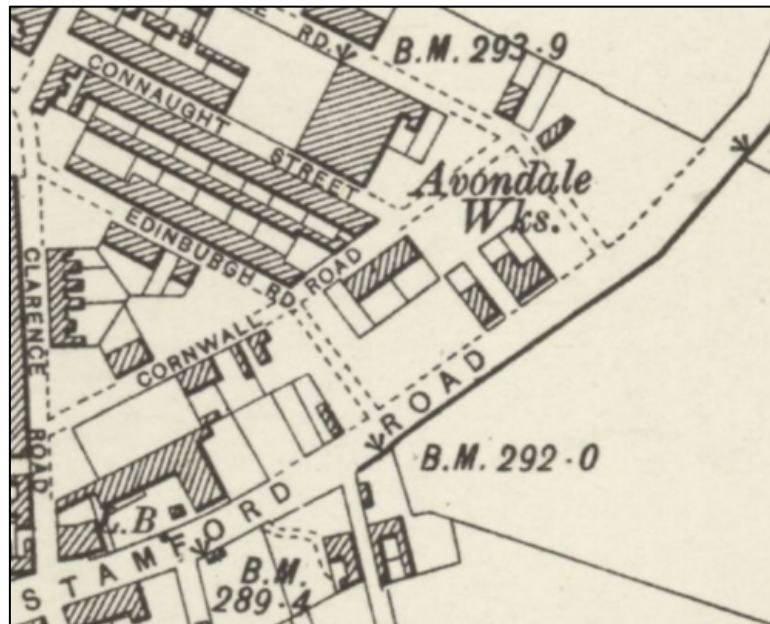 RD.
B.M. 293·9
CONNAUGHT STREET
Avondale
Wks.
EDINBURGH RD.
CORNWALL ROAD
CLARENCE ROAD
B.M. 292·0
L.B
STAMFORD ROAD
B.M.
289·4